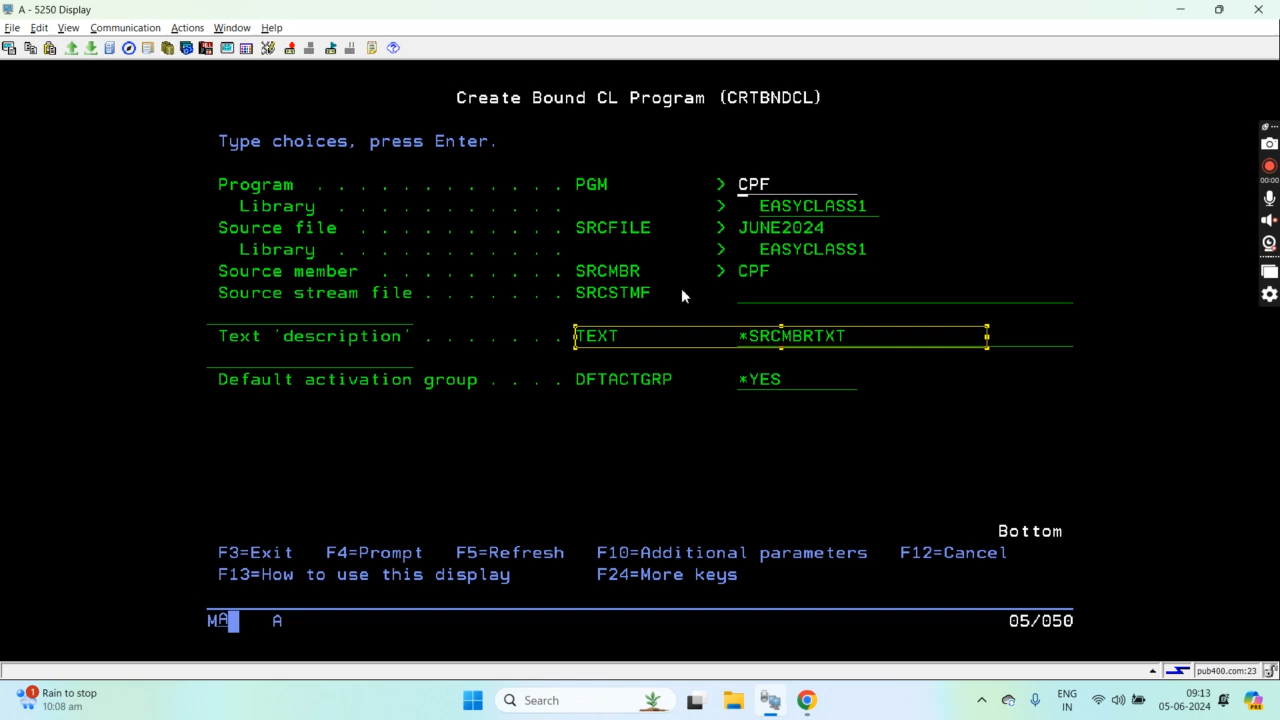 A - 5250 Display
File Edit View Communication Actions Window Help
Create Bound CL Program (CRTBNDCL)
Type choices, press Enter.
Program . . . . . . . . . . . . PGM > CPF
Library . . . . . . . . . . . > EASYCLASS1
Source file . . . . . . . . . . SRCFILE > JUNE2024
Library . . . . . . . . . . . > EASYCLASS1
Source member . . . . . . . . . SRCMBR > CPF
Source stream file . . . . . . . SRCSTMF
Text 'description' . . . . . . . TEXT *SRCMBRTXT
Default activation group . . . . DFTACTGRP *YES
Bottom
F3=Exit F4=Prompt F5=Refresh F10=Additional parameters F12=Cancel
F13=How to use this display F24=More keys
MA A 05/050
00:00
pub400.com:23
1 Rain to stop
10:08 am
Search
ENG
IN
09:13
05-06-2024
PRE